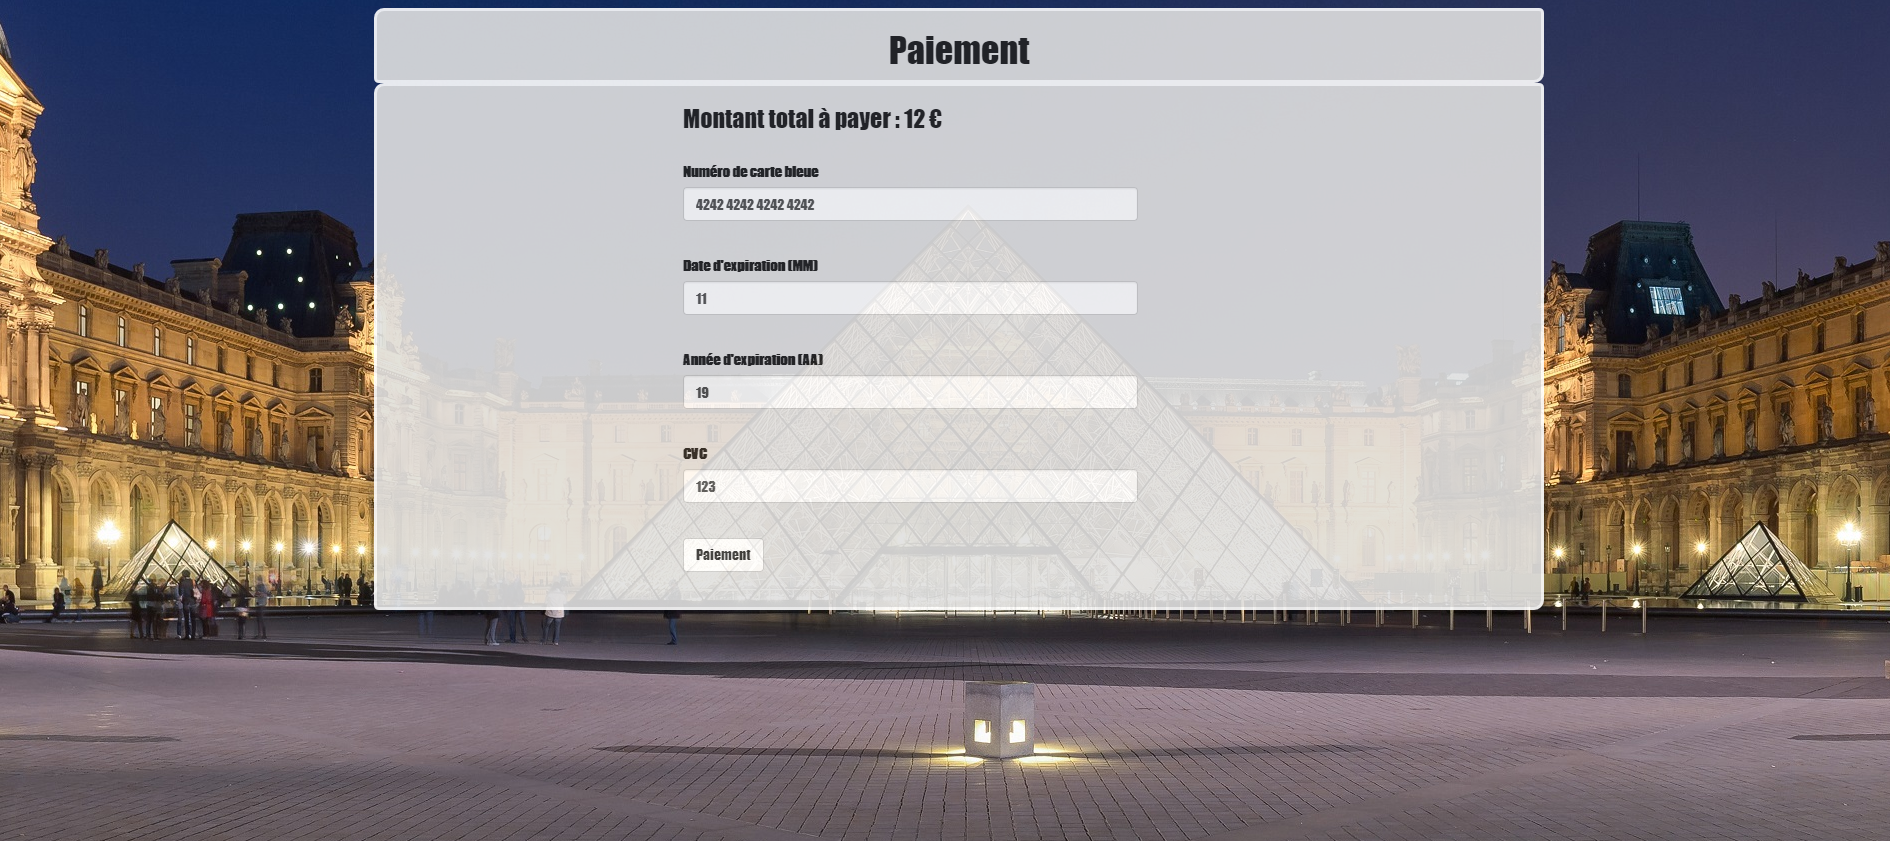 Paiement
Montant total à payer : 12 €
Numéro de carte bleue
4242 4242 4242 4242
Date d'expiration (MM)
11
Année d'expiration (AA)
19
CVC
123
Paiement